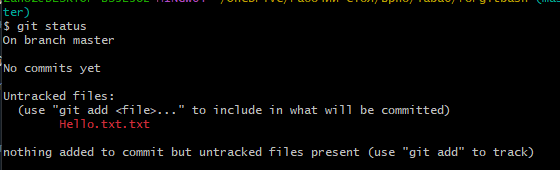 ter)
$ git status
On branch master
No commits yet
Untracked files:
(use "git add <file>..." to include in what will be committed)
Hello.txt.txt
nothing added to commit but untracked files present (use "git add" to track)